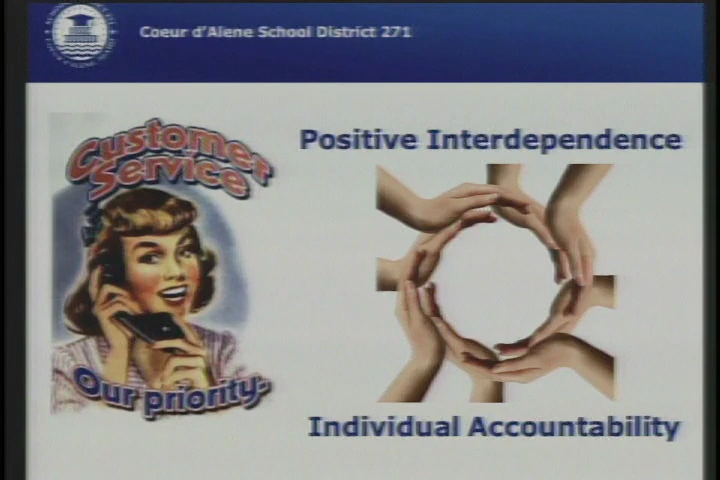 Coeur d'Alene School District 271
Customer
Service
Our priority.
Positive Interdependence
Individual Accountability